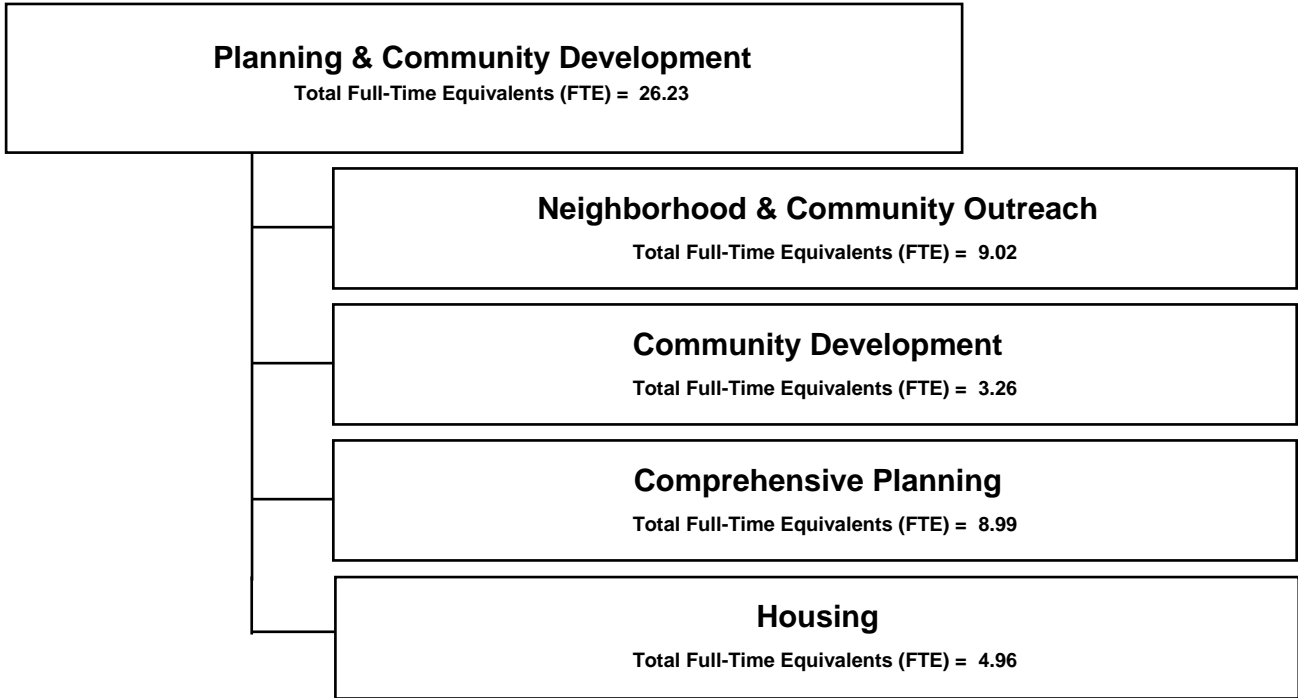 Planning & Community Development
Total Full-Time Equivalents (FTE) = 26.23
Neighborhood & Community Outreach
Total Full-Time Equivalents (FTE) = 9.02
Community Development
Total Full-Time Equivalents (FTE) = 3.26
Comprehensive Planning
Total Full-Time Equivalents (FTE) = 8.99
Housing
Total Full-Time Equivalents (FTE) = 4.96